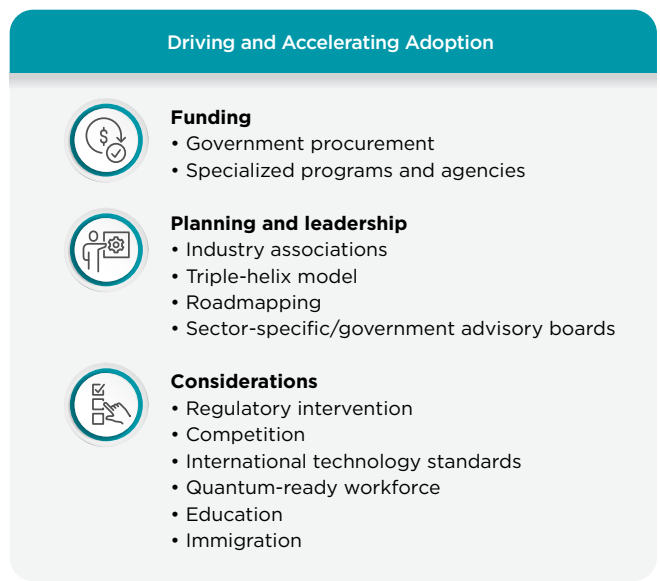 Driving and Accelerating Adoption
Funding
• Government procurement
• Specialized programs and agencies
Planning and leadership
• Industry associations
• Triple-helix model
• Roadmapping
• Sector-specific/government advisory boards
Considerations
• Regulatory intervention
• Competition
• International technology standards
• Quantum-ready workforce
• Education
• Immigration